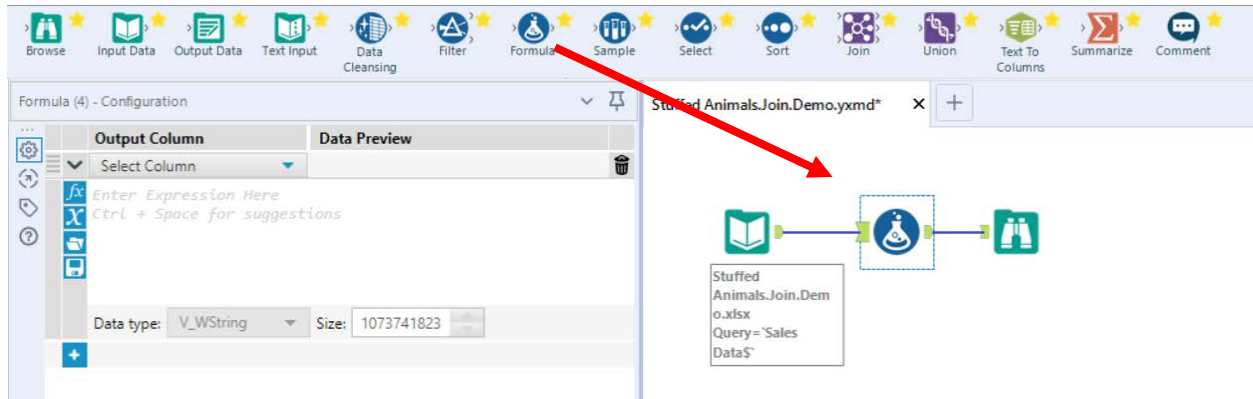 Browse
Input Data
Output Data
Text Input
Data
Cleansing
Filter
Formula
Sample
Select
Sort
Join
Union
Text To
Columns
Summarize
Comment
Formula (4) - Configuration
Stuffed Animals.Join.Demo.yxmd*
Output Column
Data Preview
Select Column
fx
Enter Expression Here
X
Ctrl + Space for suggestions
Data type:
V_WString
Size:
1073741823
Stuffed
Animals.Join.Dem
o.xlsx
Query=`Sales
Data$`